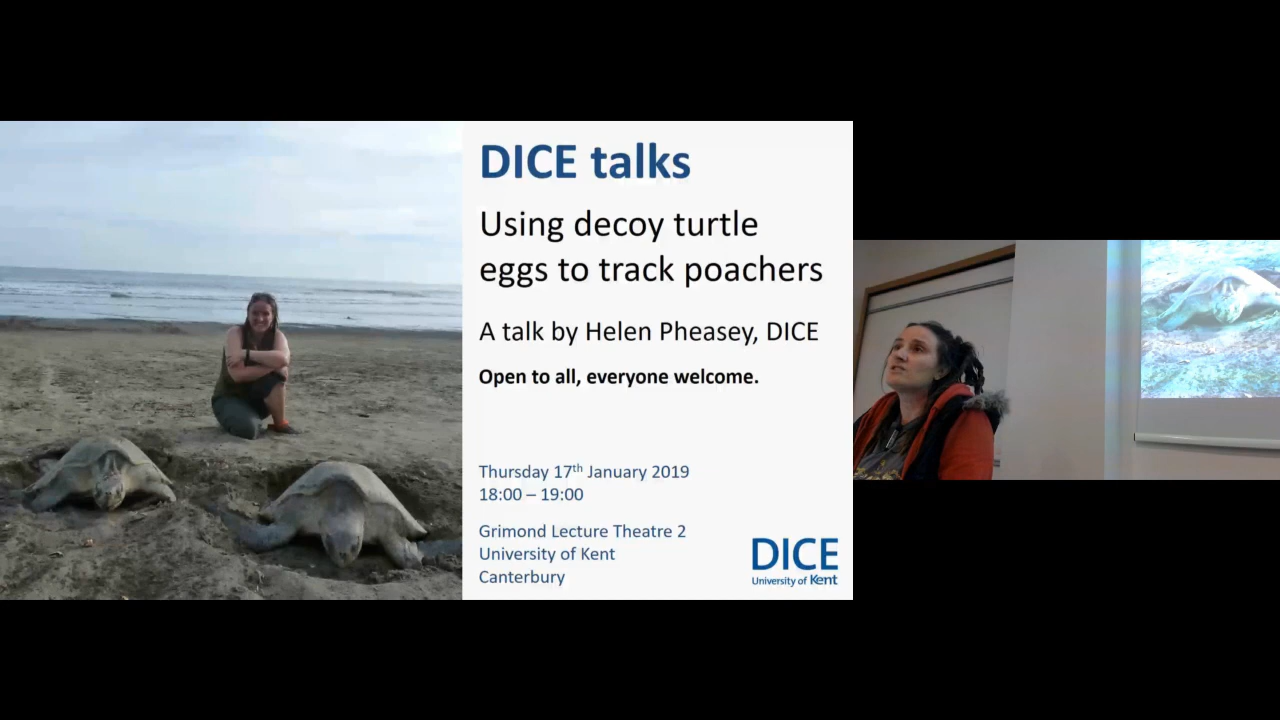 DICE talks
Using decoy turtle
eggs to track poachers
A talk by Helen Pheasey, DICE
Open to all, everyone welcome.
Thursday 17th January 2019
18:00 – 19:00
Grimond Lecture Theatre 2
University of Kent
Canterbury
DICE
University of Kent